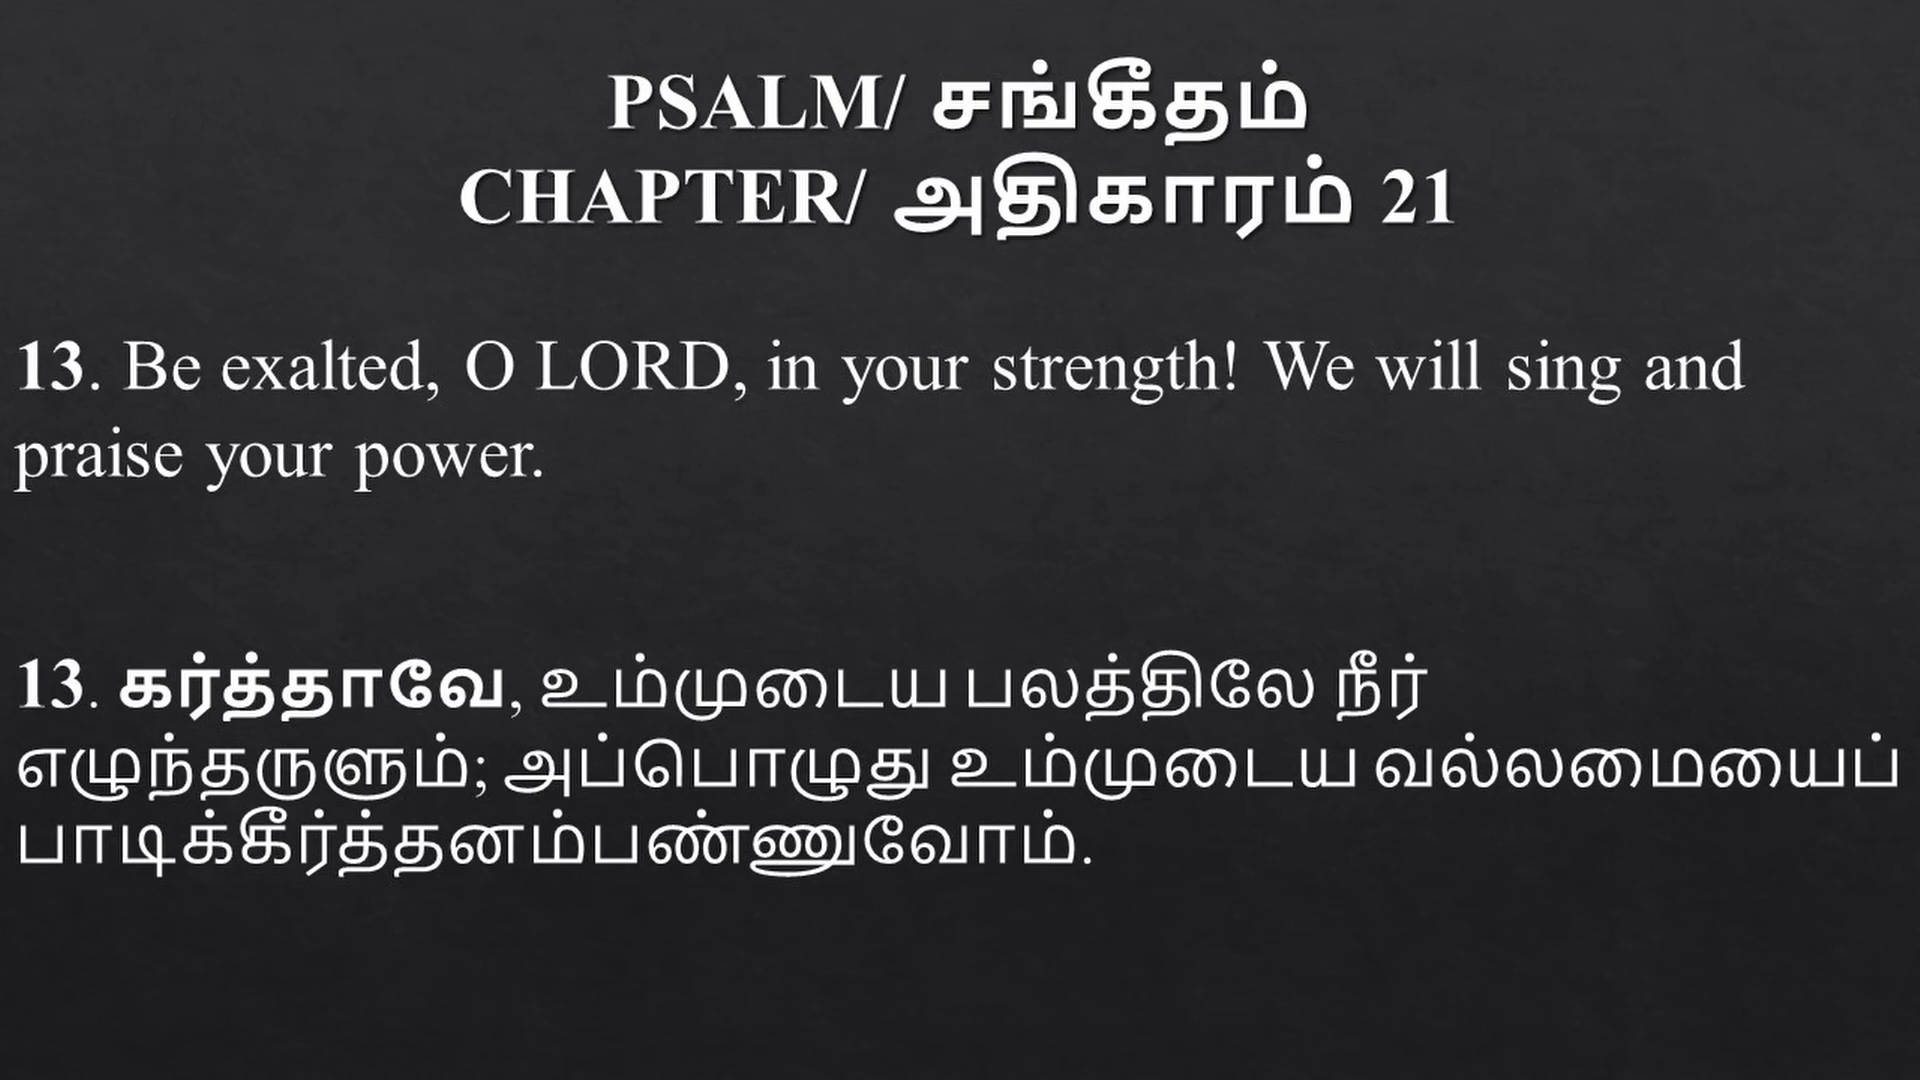 PSALM/ சங்கீதம்
CHAPTER/ அதிகாரம் 21
13. Be exalted, O LORD, in your strength! We will sing and
praise your power.
13. கர்த்தாவே, உம்முடைய பலத்திலே நீர்
எழுந்தருளும்; அப்பொழுது உம்முடைய வல்லமையைப்
பாடிக்கீர்த்தனம்பண்ணுவோம்.